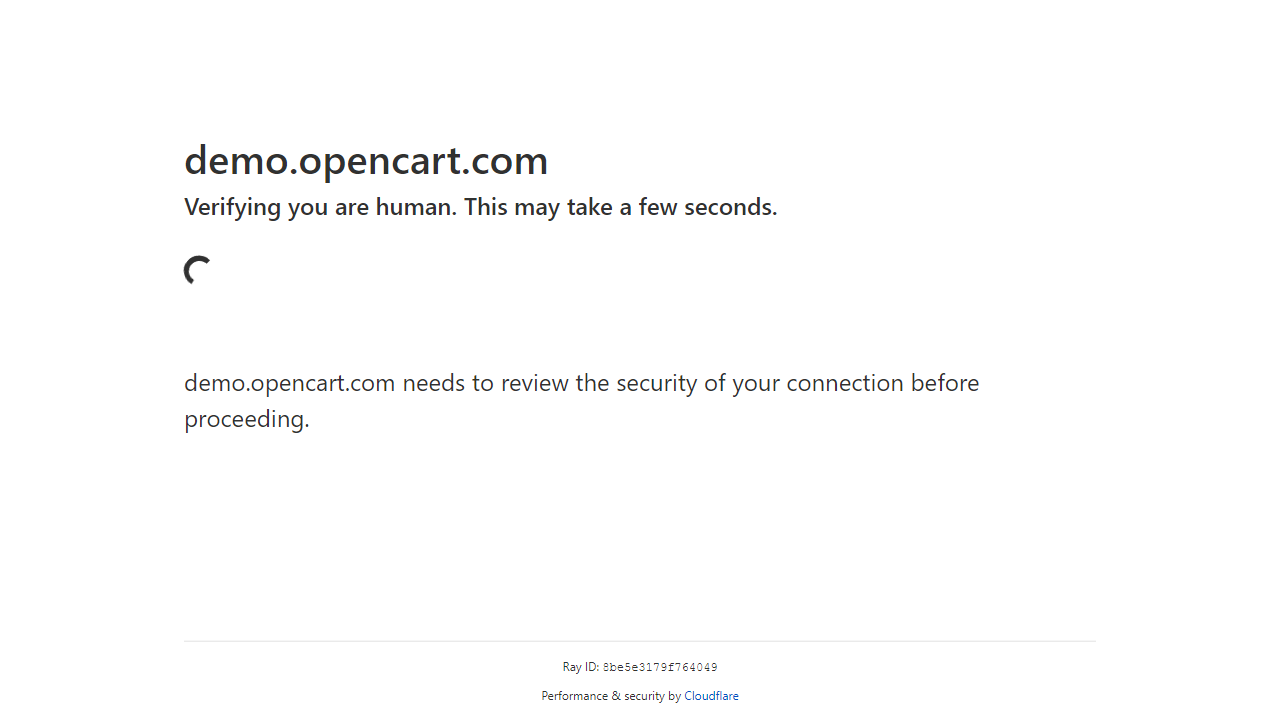 demo.opencart.com
Verifying you are human. This may take a few seconds.
demo.opencart.com needs to review the security of your connection before
proceeding.
Ray ID: 8be5e3179f764049
Performance & security by Cloudflare